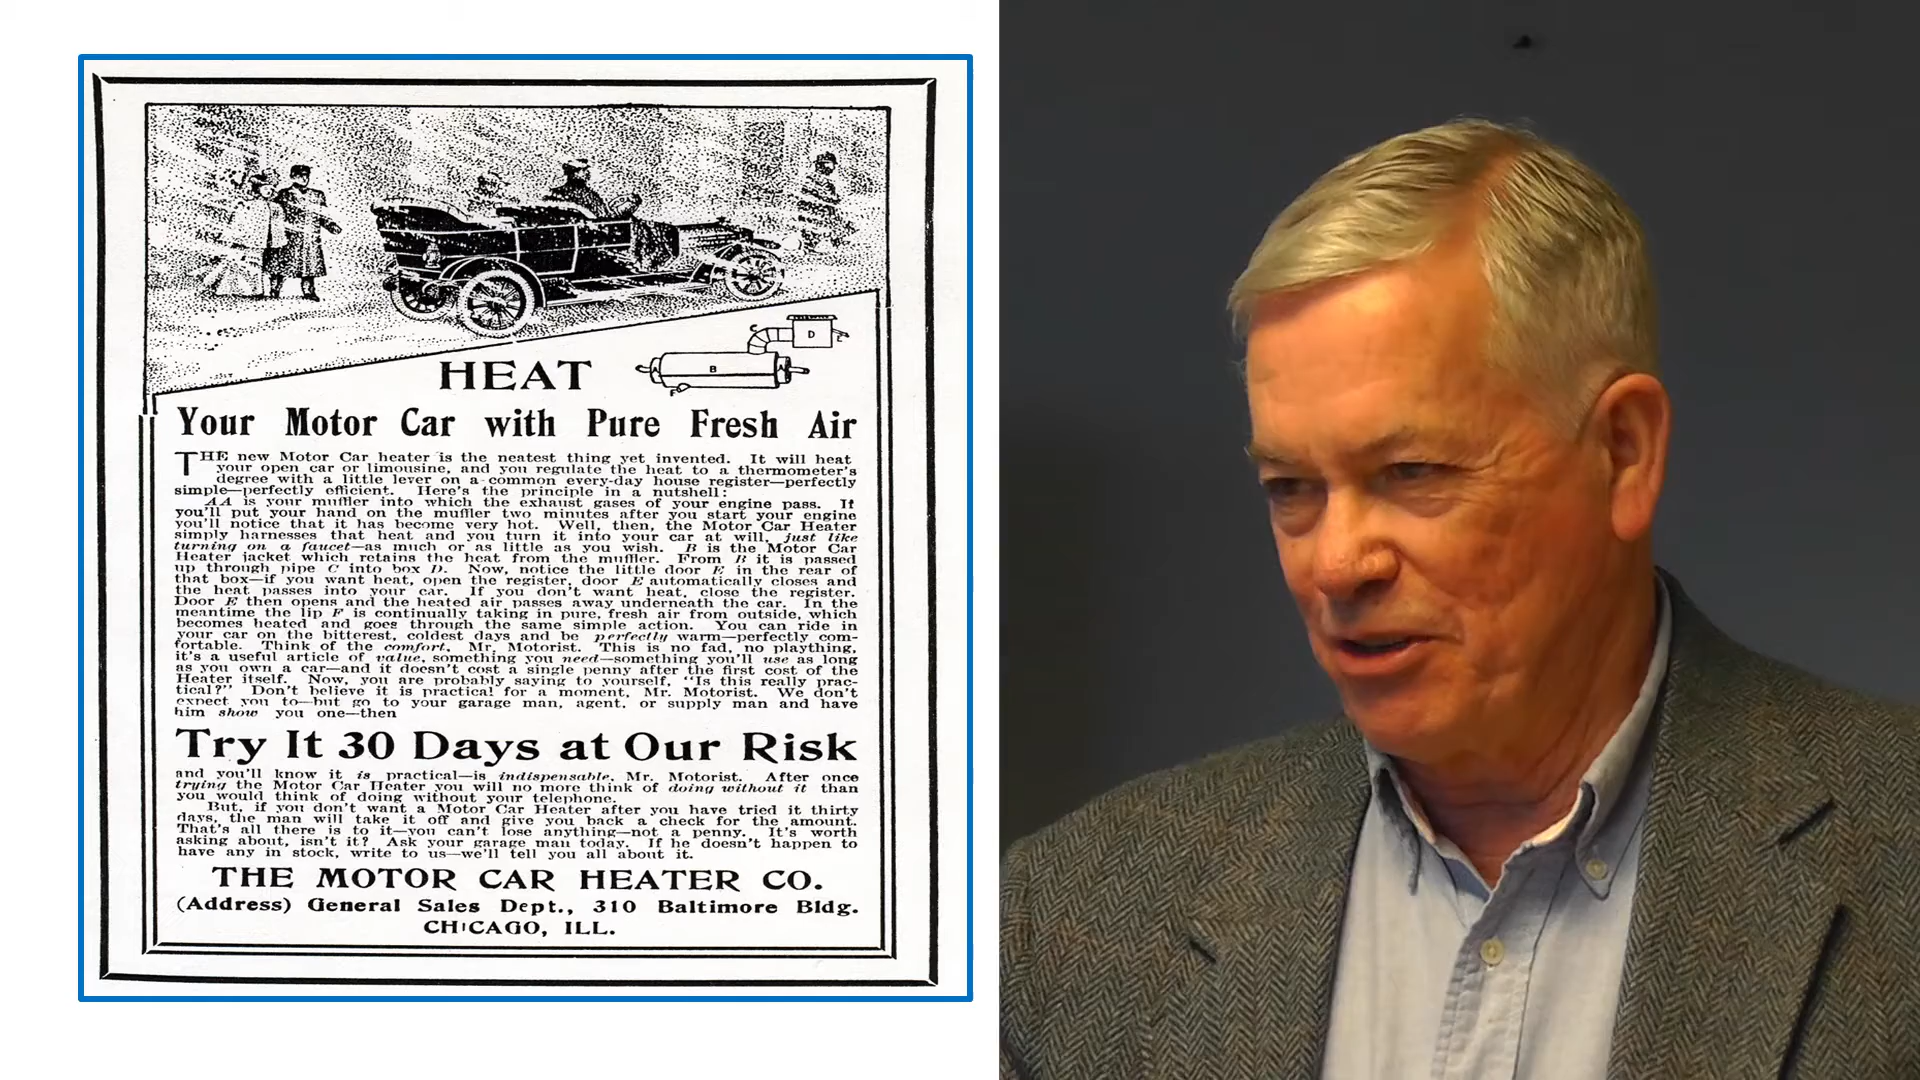 D
C
E
B
A
A
F
HEAT
Your Motor Car with Pure Fresh Air
THE new Motor Car heater is the neatest thing yet invented. It will heat
your open car or limousine, and you regulate the heat to a thermometer's
degree with a little lever on a common every-day house register—perfectly
simple—perfectly efficient. Here's the principle in a nutshell:
AA is your muffler into which the exhaust gases of your engine pass. If
you'll put your hand on the muffler two minutes after you start your engine
you'll notice that it has become very hot. Well, then, the Motor Car Heater
simply harnesses that heat and you turn it into your car at will, just like
turning on a faucet—as much or as little as you wish. B is the Motor Car
Heater jacket which retains the heat from the muffler. From B it is passed
up through pipe C into box D. Now, notice the little door E in the rear of
that box—if you want heat, open the register, door E automatically closes and
the heat passes into your car. If you don't want heat, close the register.
Door E then opens and the heated air passes away underneath the car. In the
meantime the lip F is continually taking in pure, fresh air from outside, which
becomes heated and goes through the same simple action. You can ride in
your car on the bitterest, coldest days and be perfectly warm—perfectly com-
fortable. Think of the comfort, Mr. Motorist. This is no fad, no plaything,
it's a useful article of value, something you need—something you'll use as long
as you own a car—and it doesn't cost a single penny after the first cost of the
Heater itself. Now, you are probably saying to yourself, "Is this really prac-
tical?" Don't believe it is practical for a moment, Mr. Motorist. We don't
expect you to—but go to your garage man, agent, or supply man and have
him show you one—then
Try It 30 Days at Our Risk
and you'll know it is practical—is indispensable, Mr. Motorist. After once
trying the Motor Car Heater you will no more think of doing without it than
you would think of doing without your telephone.
But, if you don't want a Motor Car Heater after you have tried it thirty
days, the man will take it off and give you back a check for the amount.
That's all there is to it—you can't lose anything—not a penny. It's worth
asking about, isn't it? Ask your garage man today. If he doesn't happen to
have any in stock, write to us—we'll tell you all about it.
THE MOTOR CAR HEATER CO.
(Address) General Sales Dept., 310 Baltimore Bldg.
CHICAGO, ILL.